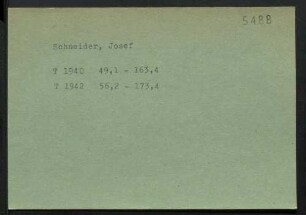 5488
Schneider, Josef
T 1940 49,1 - 163,4
T 1942 56,2 - 173,4